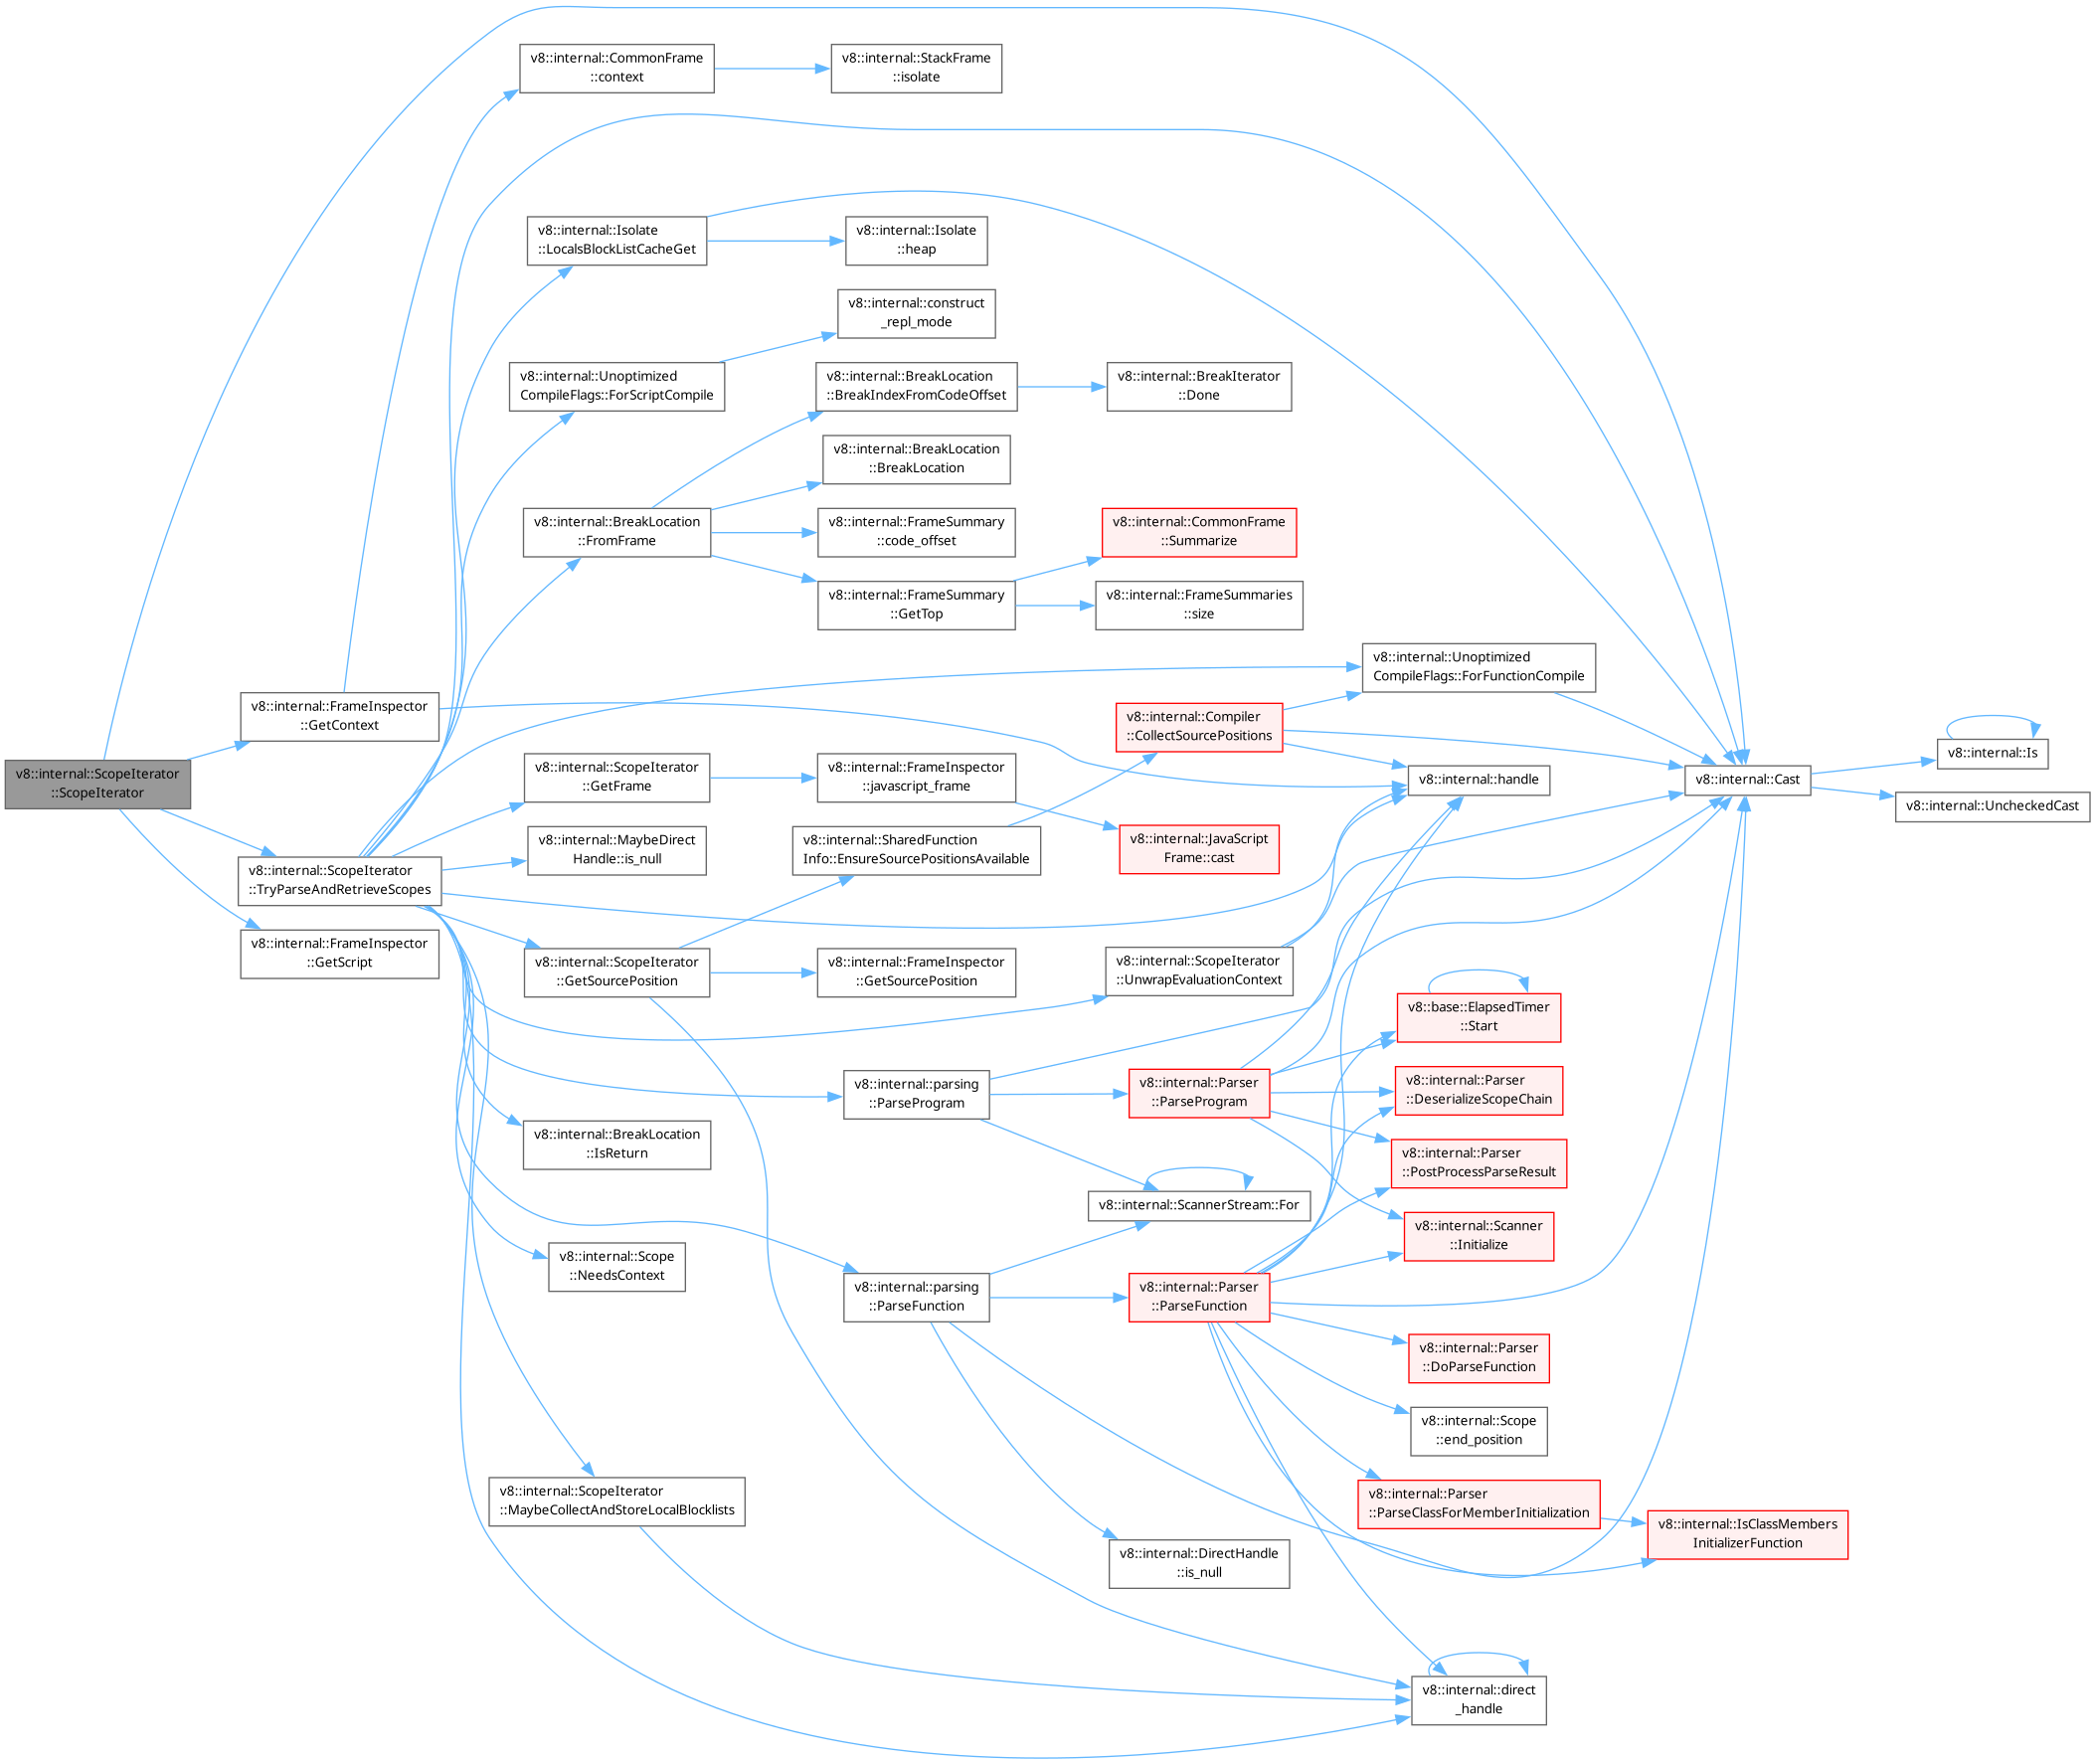 v8::internal::ScopeIterator
::ScopeIterator
v8::internal::FrameInspector
::GetContext
v8::internal::ScopeIterator
::TryParseAndRetrieveScopes
v8::internal::FrameInspector
::GetScript
v8::internal::CommonFrame
::context
v8::internal::Isolate
::LocalsBlockListCacheGet
v8::internal::Unoptimized
CompileFlags::ForScriptCompile
v8::internal::BreakLocation
::FromFrame
v8::internal::ScopeIterator
::GetFrame
v8::internal::MaybeDirect
Handle::is_null
v8::internal::ScopeIterator
::GetSourcePosition
v8::internal::BreakLocation
::IsReturn
v8::internal::Scope
::NeedsContext
v8::internal::ScopeIterator
::MaybeCollectAndStoreLocalBlocklists
v8::internal::StackFrame
::isolate
v8::internal::Isolate
::heap
v8::internal::construct
_repl_mode
v8::internal::BreakLocation
::BreakIndexFromCodeOffset
v8::internal::BreakLocation
::BreakLocation
v8::internal::FrameSummary
::code_offset
v8::internal::FrameSummary
::GetTop
v8::internal::FrameInspector
::javascript_frame
v8::internal::SharedFunction
Info::EnsureSourcePositionsAvailable
v8::internal::FrameInspector
::GetSourcePosition
v8::internal::parsing
::ParseProgram
v8::internal::parsing
::ParseFunction
v8::internal::BreakIterator
::Done
v8::internal::CommonFrame
::Summarize
v8::internal::FrameSummaries
::size
v8::internal::Compiler
::CollectSourcePositions
v8::internal::JavaScript
Frame::cast
v8::internal::ScopeIterator
::UnwrapEvaluationContext
v8::internal::Parser
::ParseProgram
v8::internal::ScannerStream::For
v8::internal::Parser
::ParseFunction
v8::internal::DirectHandle
::is_null
v8::internal::Unoptimized
CompileFlags::ForFunctionCompile
v8::internal::handle
v8::base::ElapsedTimer
::Start
v8::internal::Parser
::DeserializeScopeChain
v8::internal::Parser
::PostProcessParseResult
v8::internal::Scanner
::Initialize
v8::internal::Parser
::DoParseFunction
v8::internal::Scope
::end_position
v8::internal::Parser
::ParseClassForMemberInitialization
v8::internal::direct
_handle
v8::internal::Cast
v8::internal::IsClassMembers
InitializerFunction
v8::internal::Is
v8::internal::UncheckedCast